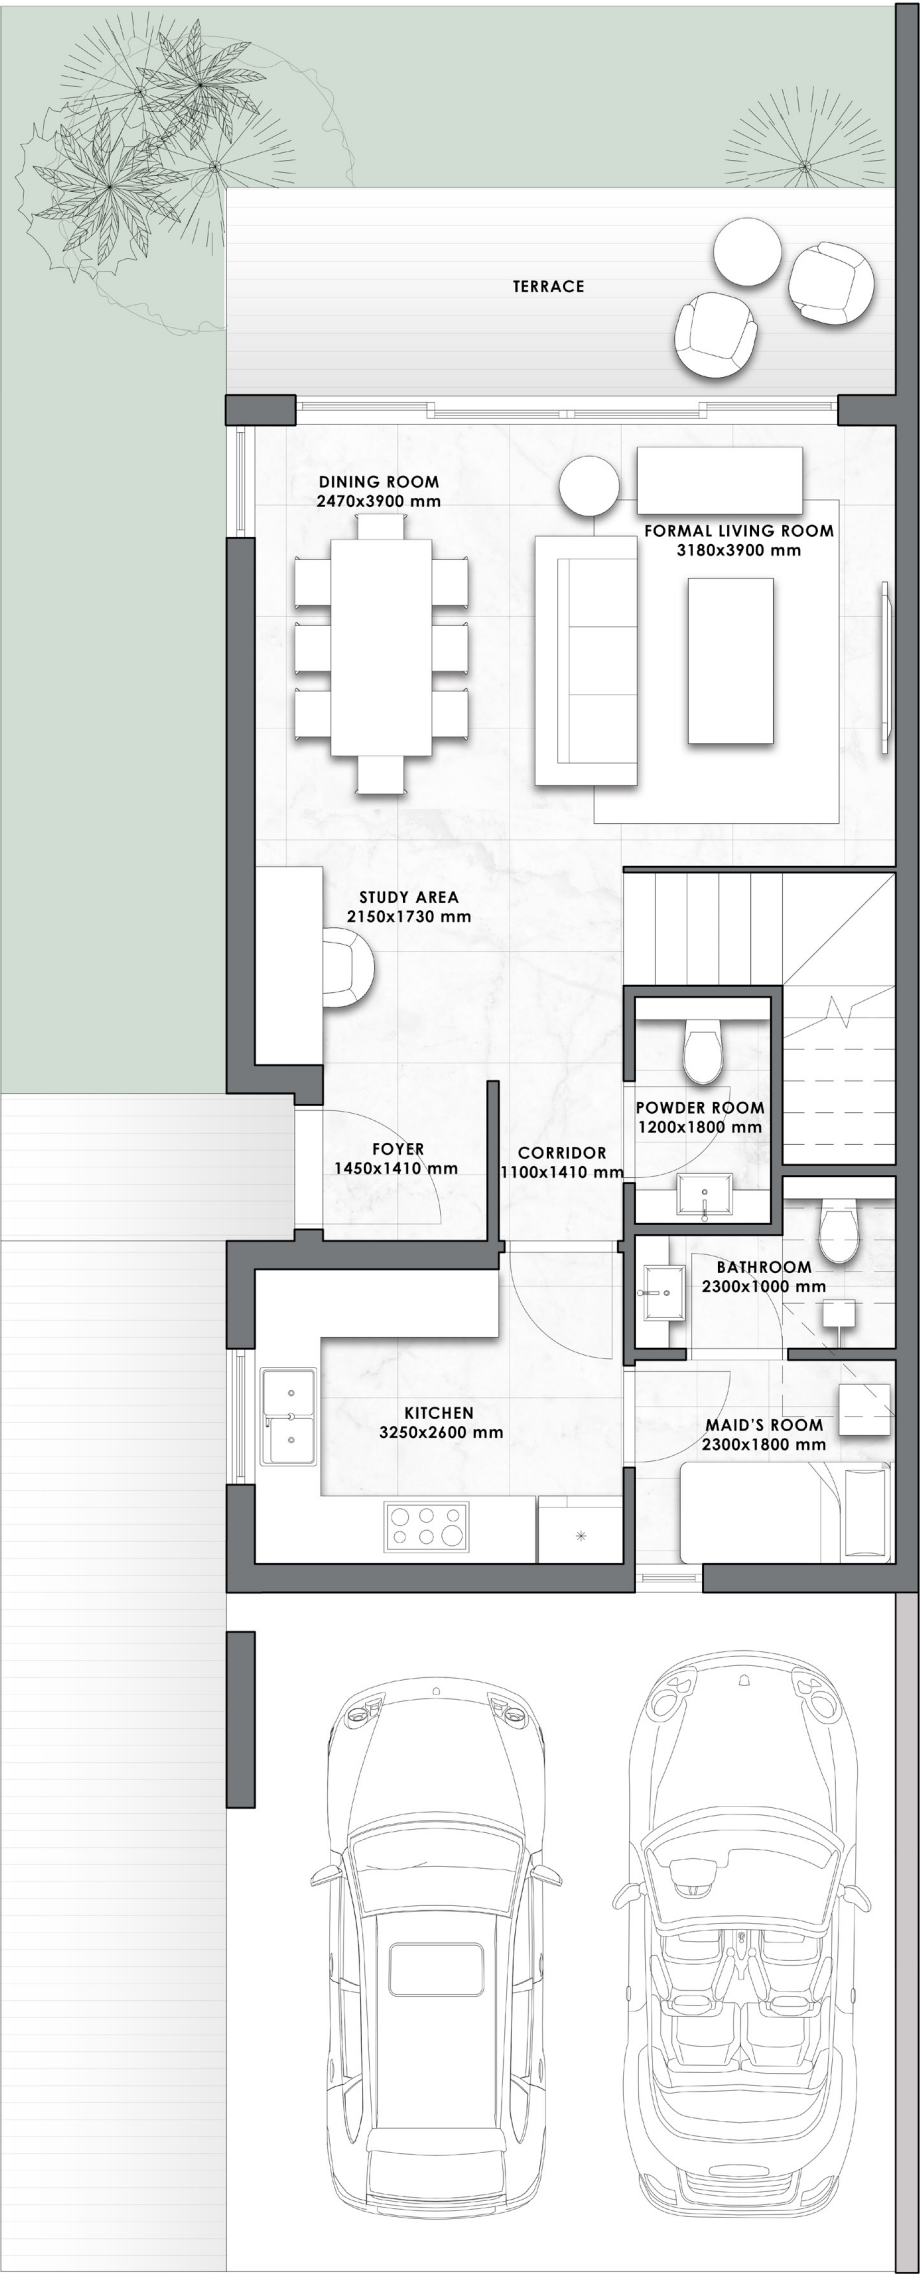 TERRACE
DINING ROOM
2470x3900 mm
FORMAL LIVING ROOM
3180x3900 mm
STUDY AREA
2150x1730 mm
POWDER ROOM
1200x1800 mm
FOYER
1450x1410 mm
CORRIDOR
1100x1410 mm
BATHROOM
2300x1000 mm
KITCHEN
3250x2600 mm
MAID'S ROOM
2300x1800 mm